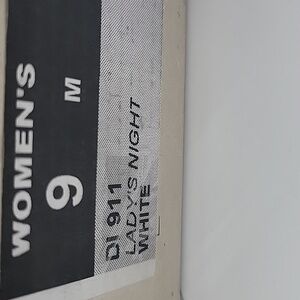 WOMEN'S
9 M
DI 911
LADY'S NIGHT
WHITE